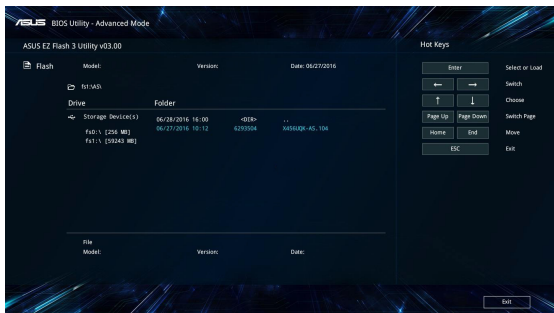 ASUS BIOS Utility - Advanced Mode
ASUS EZ Flash 3 Utility v03.00
Hot Keys
Flash Model: Version: Date: 06/27/2016
fs1:\AS\
Drive Folder
Storage Device(s)
fs0:\ [256 MB]
fs1:\ [59243 MB]
06/28/2016 16:00 <DIR> ..
06/27/2016 10:12 6293504 X456UQK-AS.104
File
Model: Version: Date:
Enter Select or Load
← → Switch
↑ ↓ Choose
Page Up Page Down Switch Page
Home End Move
ESC Exit
Exit